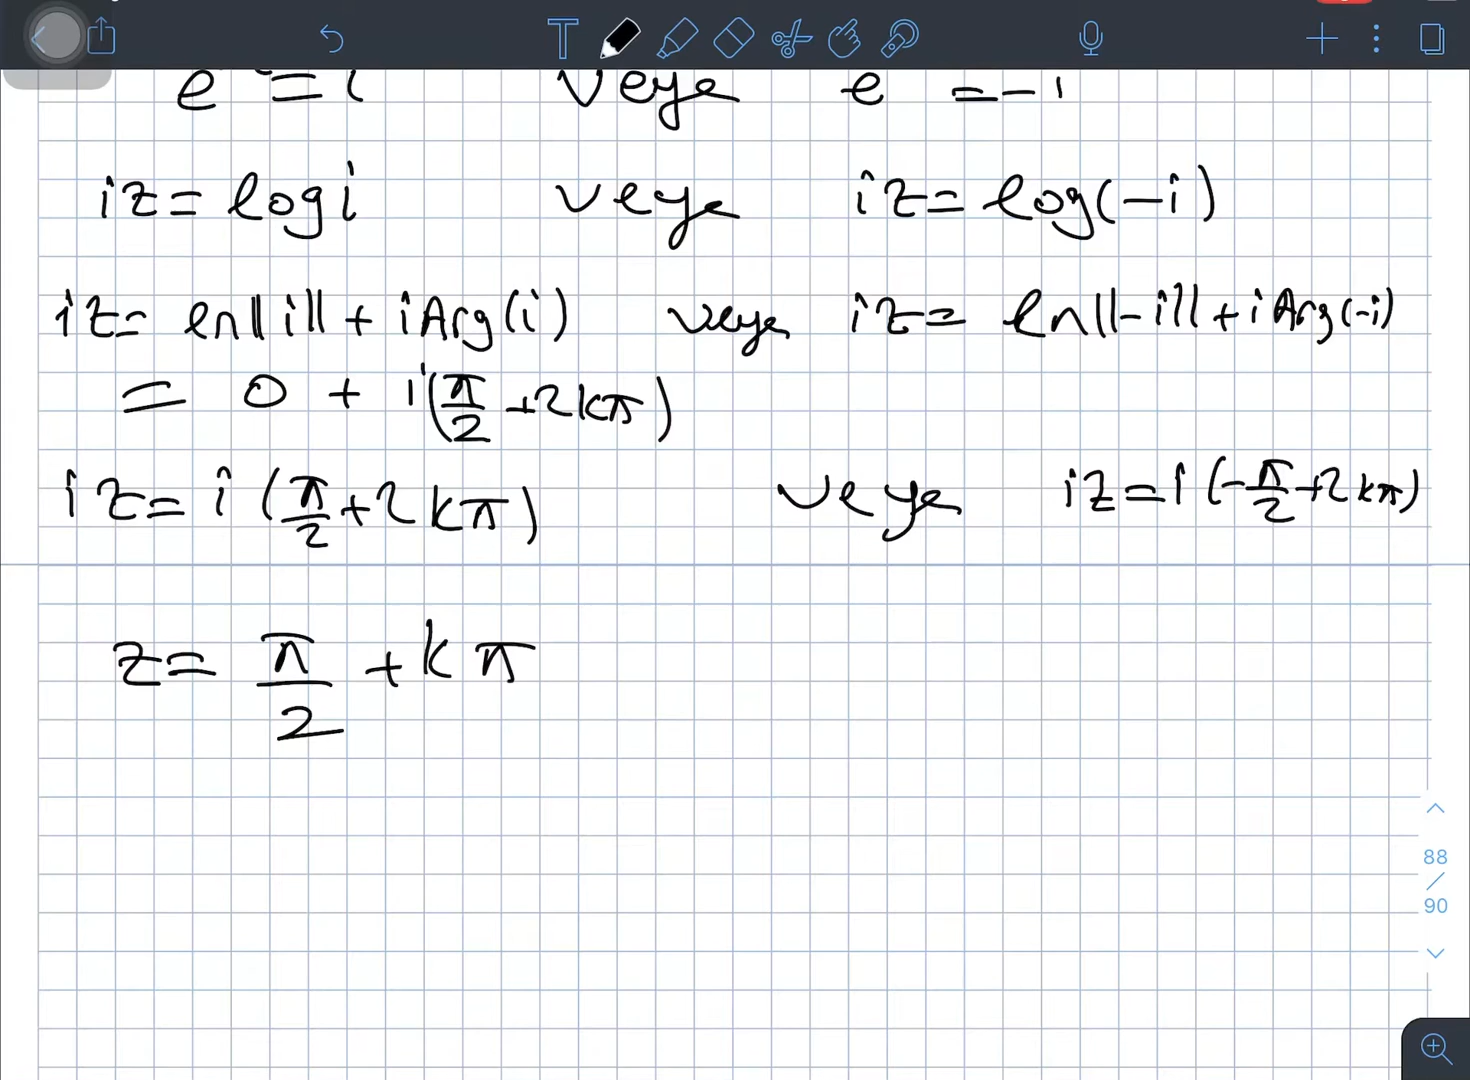 e = i veya e = -i
iz = log i veya iz = log(-i)
iz = ln||i|| + iArg(i) veya iz = ln||-i|| + iArg(-i)
= 0 + i(π/2 + 2kπ)
iz = i(π/2 + 2kπ) veya iz = i(-π/2 + 2kπ)
z = π/2 + kπ
88
/
90